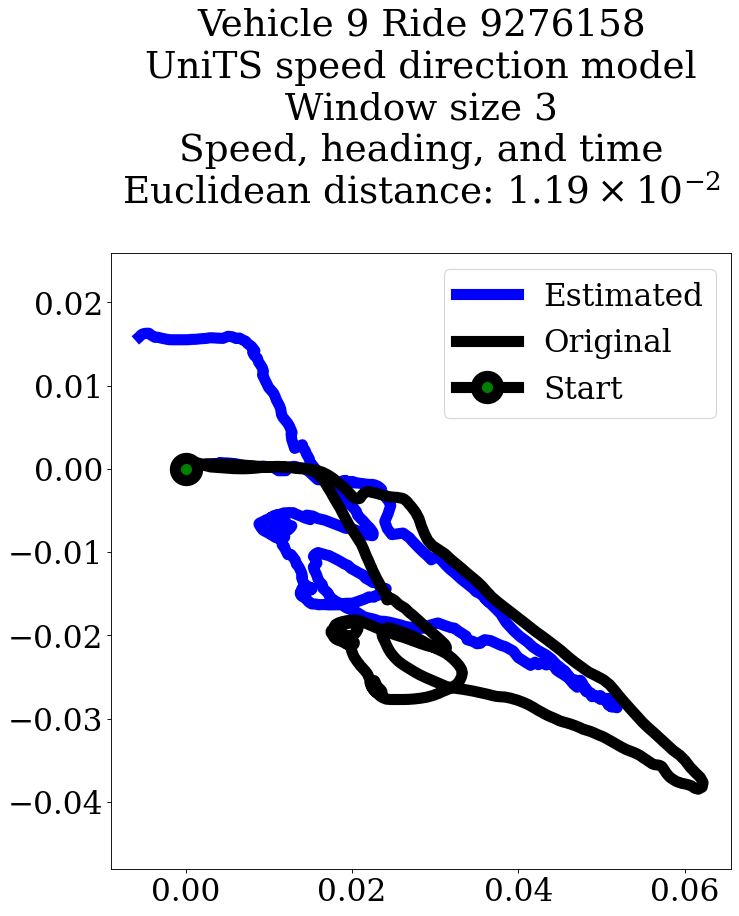 Vehicle 9 Ride 9276158
UniTS speed direction model
Window size 3
Speed, heading, and time
Euclidean distance: 1.19 × 10⁻²
Estimated
Original
Start
0.02
0.01
0.00
−0.01
−0.02
−0.03
−0.04
0.00 0.02 0.04 0.06